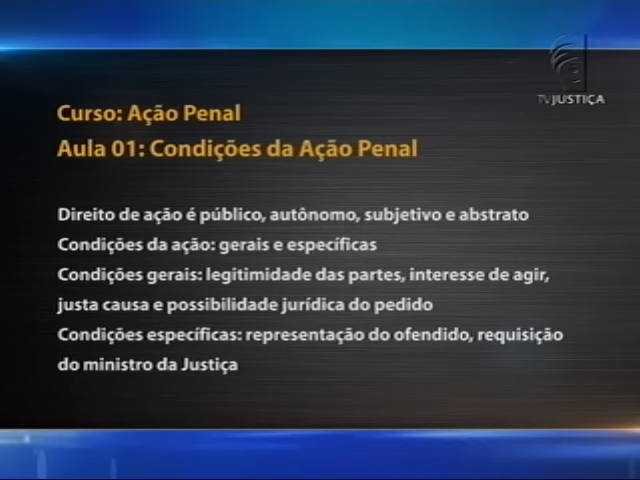 TV JUSTIÇA
Curso: Ação Penal
Aula 01: Condições da Ação Penal
Direito de ação é público, autônomo, subjetivo e abstrato
Condições da ação: gerais e específicas
Condições gerais: legitimidade das partes, interesse de agir,
justa causa e possibilidade jurídica do pedido
Condições específicas: representação do ofendido, requisição
do ministro da Justiça